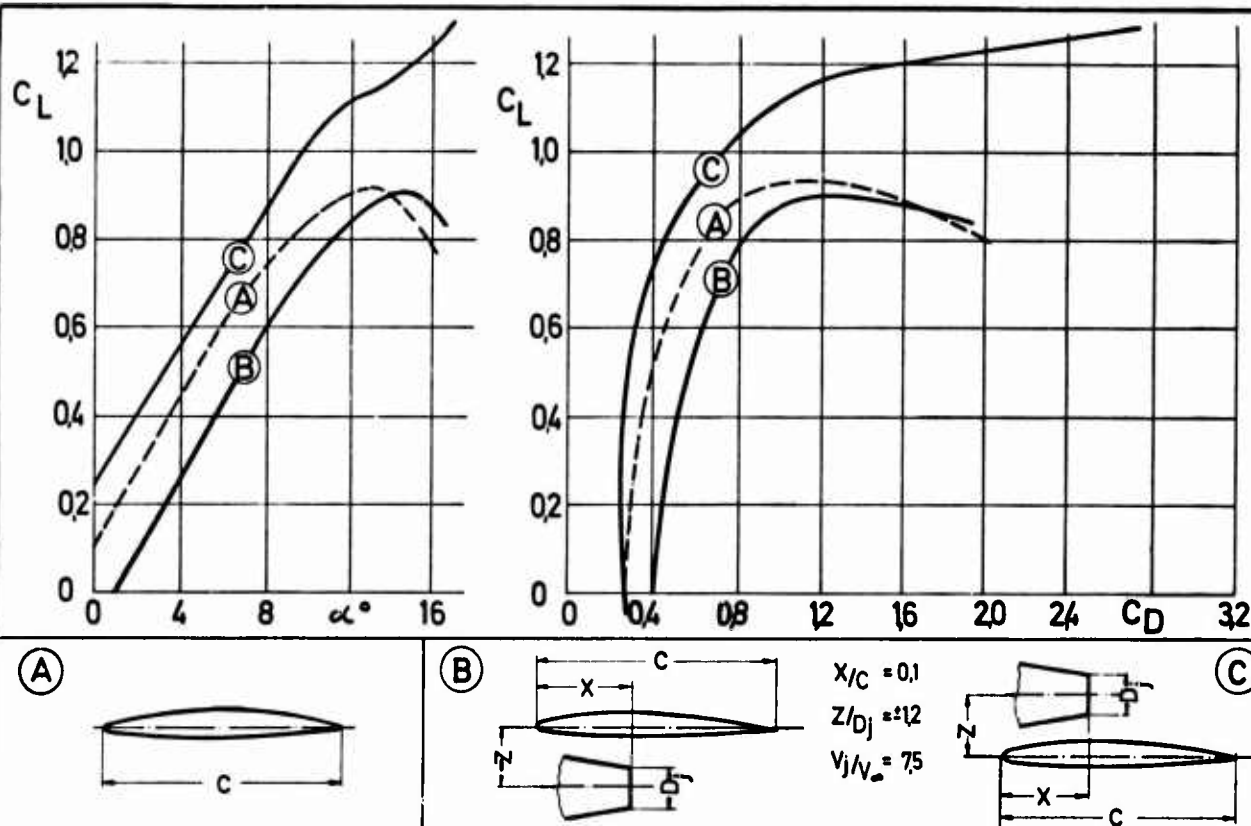 C_L
1,2
1,0
0,8
0,6
0,4
0,2
0
0 4 8 α° 16
C
A
B
C_L
1,2
1,0
0,8
0,6
0,4
0,2
0
0 0,4 0,8 1,2 1,6 2,0 2,4 C_D 3,2
C
A
B
A
C
B
C
X
Z
Dj
X/C = 0,1
Z/Dj = ±1,2
Vj/V∞ = 7,5
C
Dj
Z
X
C